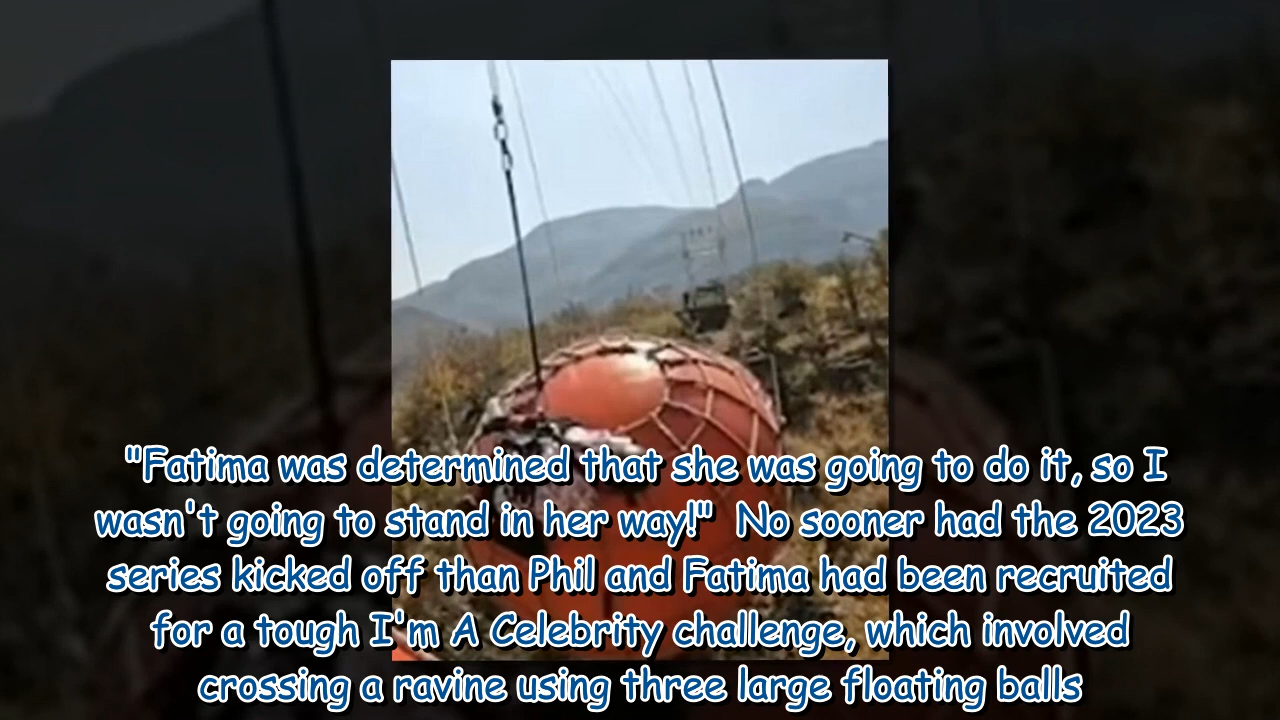 "Fatima was determined that she was going to do it, so I
wasn't going to stand in her way!"  No sooner had the 2023
series kicked off than Phil and Fatima had been recruited
for a tough I'm A Celebrity challenge, which involved
crossing a ravine using three large floating balls